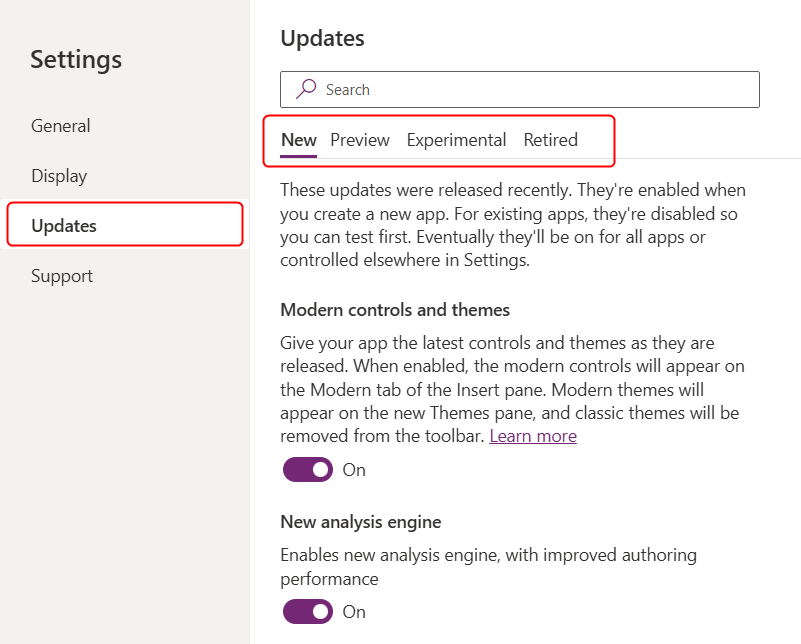 Settings
General
Display
Updates
Support
Updates
Search
New Preview Experimental Retired
These updates were released recently. They're enabled when
you create a new app. For existing apps, they're disabled so
you can test first. Eventually they'll be on for all apps or
controlled elsewhere in Settings.
Modern controls and themes
Give your app the latest controls and themes as they are
released. When enabled, the modern controls will appear on
the Modern tab of the Insert pane. Modern themes will
appear on the new Themes pane, and classic themes will be
removed from the toolbar. Learn more
On
New analysis engine
Enables new analysis engine, with improved authoring
performance
On